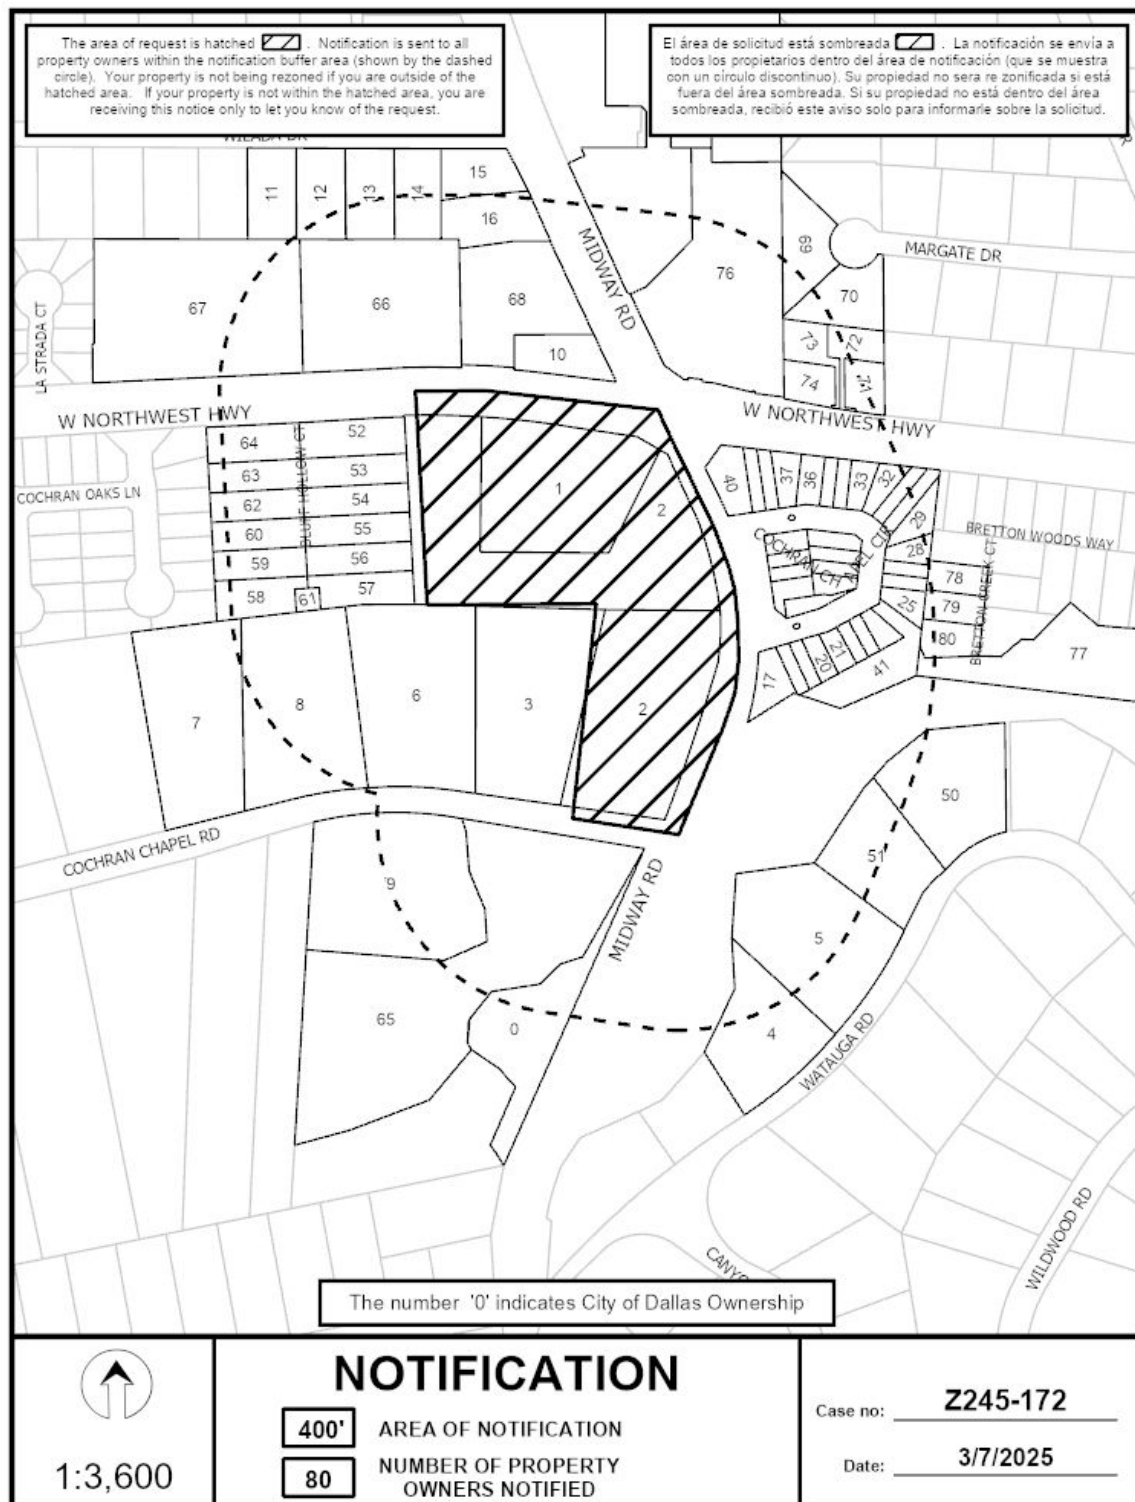 The area of request is hatched . Notification is sent to all
property owners within the notification buffer area (shown by the dashed
circle). Your property is not being rezoned if you are outside of the
hatched area. If your property is not within the hatched area, you are
receiving this notice only to let you know of the request.
El área de solicitud está sombreada . La notificación se envía a
todos los propietarios dentro del área de notificación (que se muestra
con un círculo discontinuo). Su propiedad no sera re zonificada si está
fuera del área sombreada. Si su propiedad no está dentro del área
sombreada, recibió este aviso solo para informarle sobre la solicitud.
11
12
13
14
15
16
MIDWAY RD
76
69
MARGATE DR
70
LA STRADA CT
67
66
68
10
73
72
74
71
W NORTHWEST HWY
W NORTHWEST HWY
64
52
BLUFF HOLLOW CT
63
53
62
54
60
55
59
56
58
61
57
COCHRAN OAKS LN
1
2
40
37
36
33
32
29
28
COCHRAN CHAPEL CIR
0
BRETTON WOODS WAY
BRETTON CREEK CT
78
79
80
25
77
0
21
20
41
17
7
8
6
3
2
50
51
5
4
COCHRAN CHAPEL RD
79
65
0
MIDWAY RD
WATAUGA RD
WILDWOOD RD
The number '0' indicates City of Dallas Ownership
1:3,600
NOTIFICATION
400' AREA OF NOTIFICATION
80 NUMBER OF PROPERTY
OWNERS NOTIFIED
Case no: Z245-172
Date: 3/7/2025